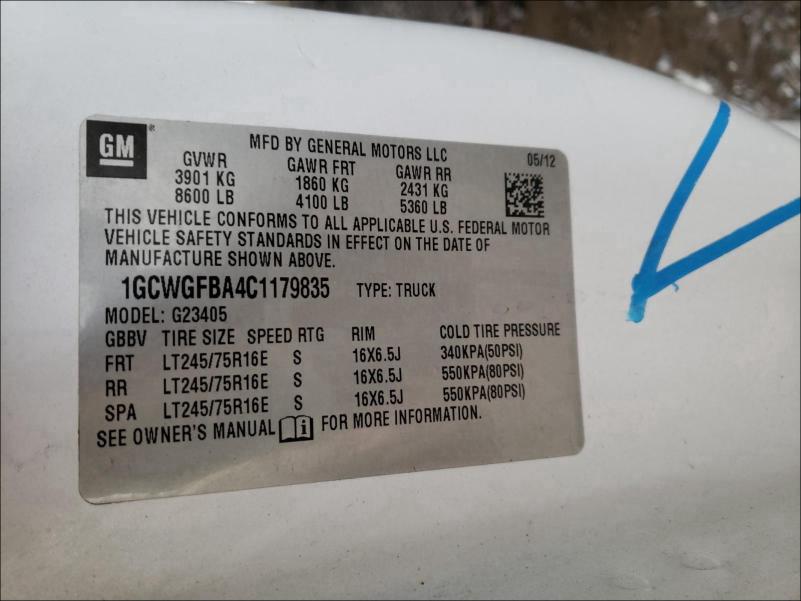 GM
MFD BY GENERAL MOTORS LLC
05/12
GVWR GAWR FRT GAWR RR
3901 KG 1860 KG 2431 KG
8600 LB 4100 LB 5360 LB
THIS VEHICLE CONFORMS TO ALL APPLICABLE U.S. FEDERAL MOTOR
VEHICLE SAFETY STANDARDS IN EFFECT ON THE DATE OF
MANUFACTURE SHOWN ABOVE.
1GCWGFBA4C1179835 TYPE: TRUCK
MODEL: G23405
GBBV TIRE SIZE SPEED RTG RIM COLD TIRE PRESSURE
FRT LT245/75R16E S 16X6.5J 340KPA(50PSI)
RR LT245/75R16E S 16X6.5J 550KPA(80PSI)
SPA LT245/75R16E S 16X6.5J 550KPA(80PSI)
SEE OWNER'S MANUAL i FOR MORE INFORMATION.